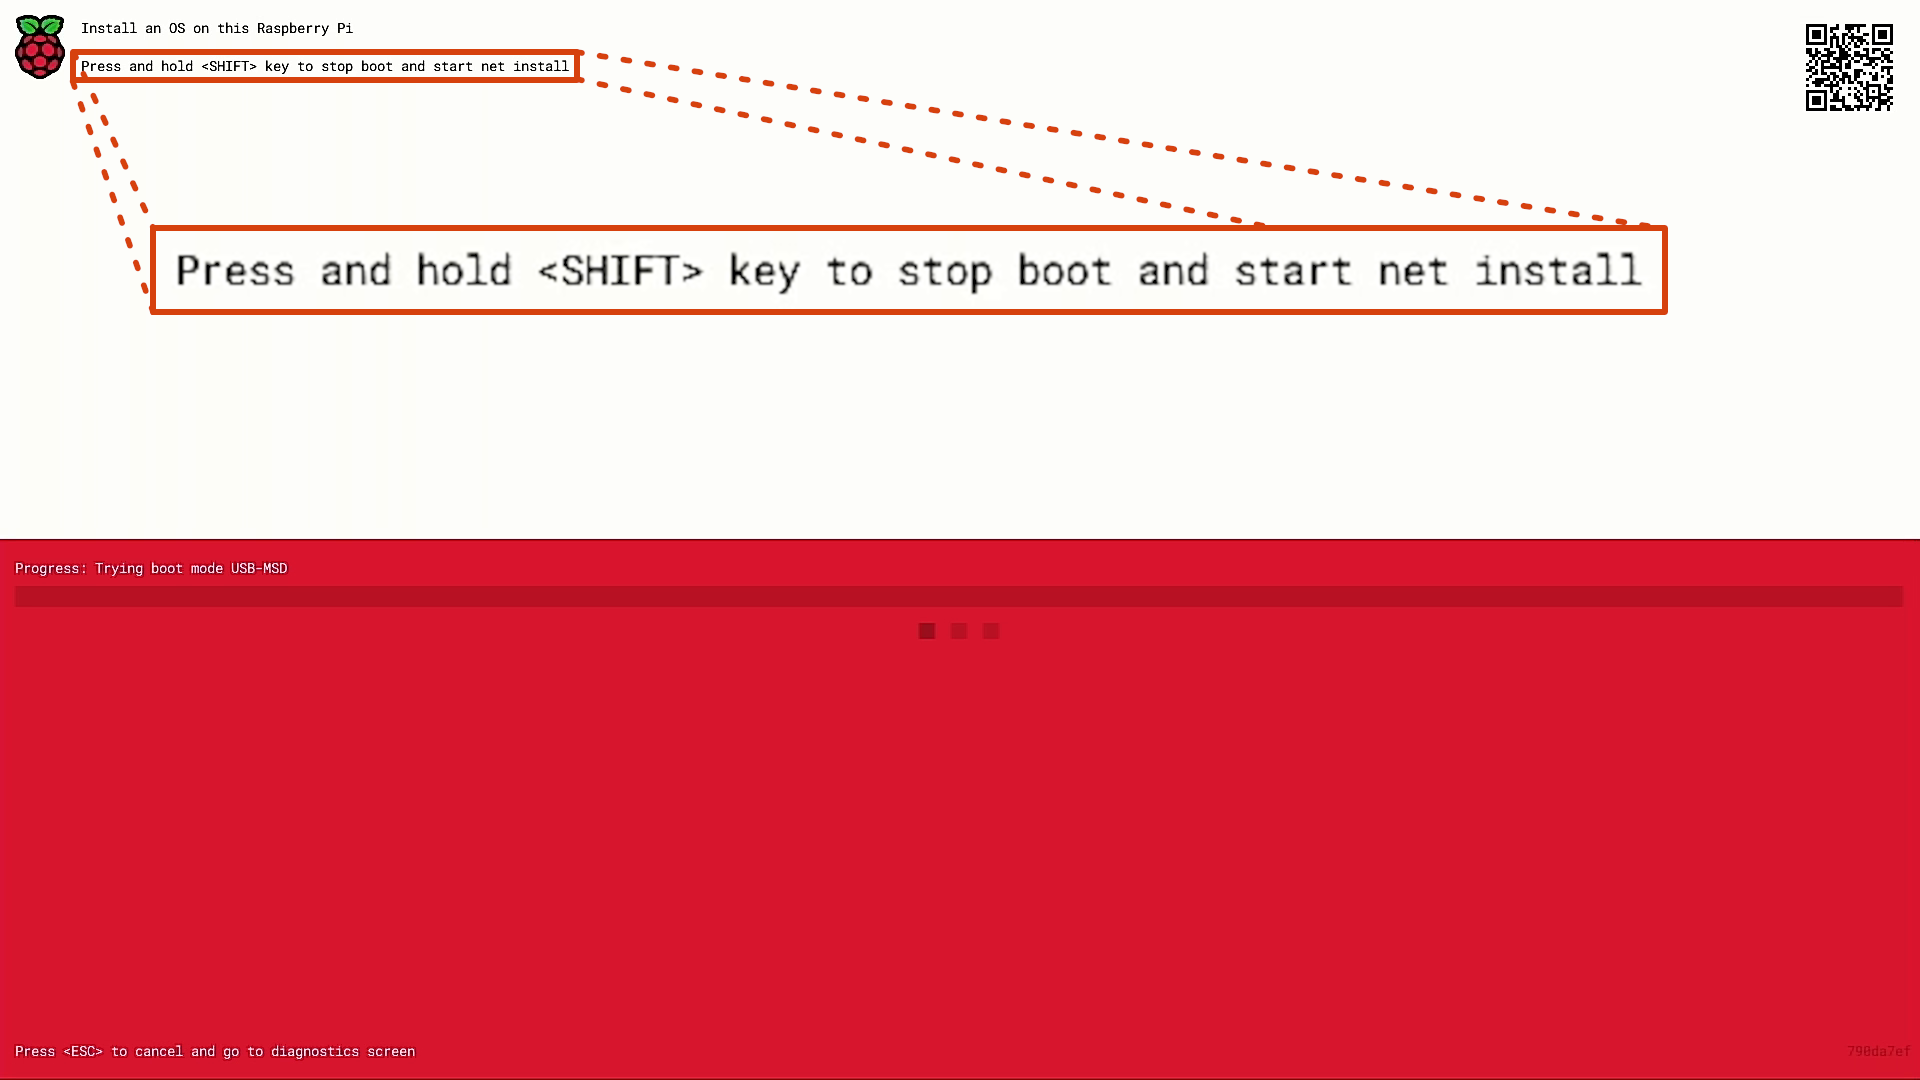 Install an OS on this Raspberry Pi
Press and hold <SHIFT> key to stop boot and start net install
Press and hold <SHIFT> key to stop boot and start net install
Progress: Trying boot mode USB-MSD
Press <ESC> to cancel and go to diagnostics screen
790da7ef